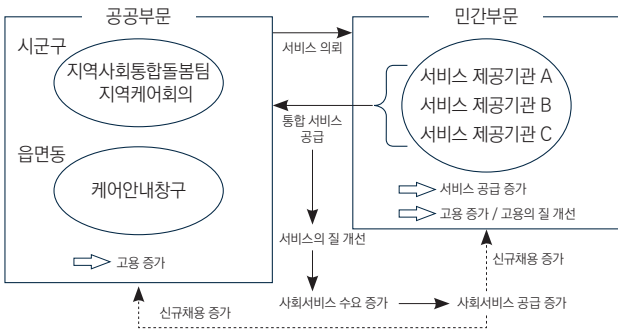 공공부문
시군구
지역사회통합돌봄팀
지역케어회의
읍면동
케어안내창구
고용 증가
서비스 의뢰
통합 서비스
공급
서비스의 질 개선
민간부문
서비스 제공기관 A
서비스 제공기관 B
서비스 제공기관 C
서비스 공급 증가
고용 증가 / 고용의 질 개선
신규채용 증가
사회서비스 수요 증가
사회서비스 공급 증가
신규채용 증가